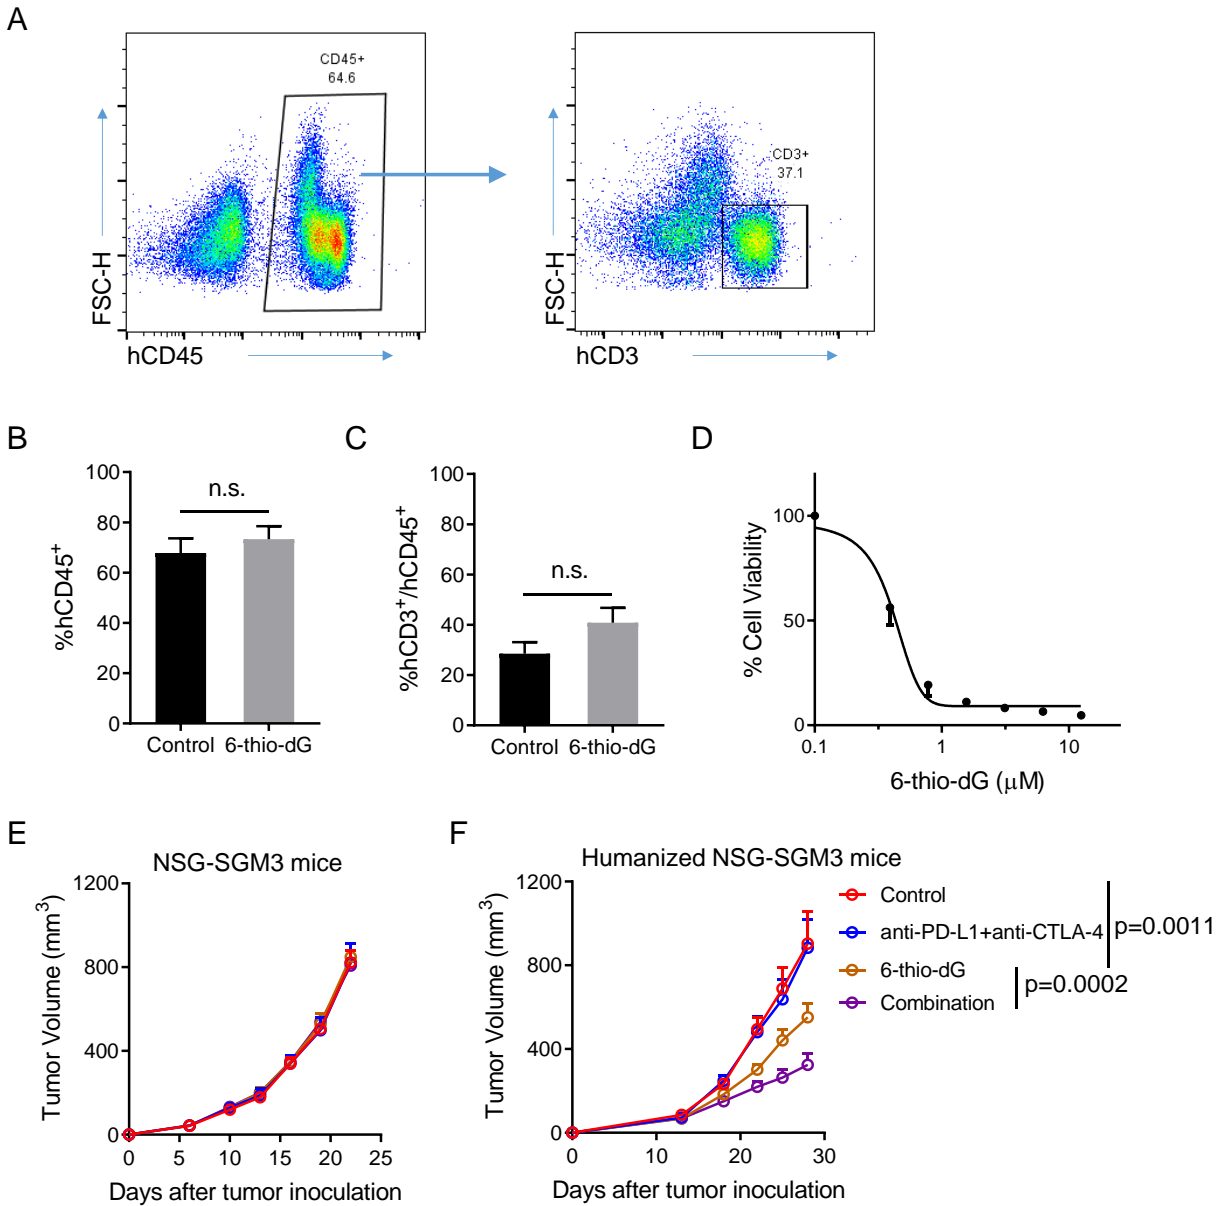 A
CD45+
64.6
FSC-H
hCD45
CD3+
37.1
FSC-H
hCD3
B
100
80
60
40
20
0
%hCD45+
n.s.
Control 6-thio-dG
C
100
80
60
40
20
0
%hCD3+/hCD45+
n.s.
Control 6-thio-dG
D
% Cell Viability
100
50
0
0.1 1 10
6-thio-dG (μM)
E
NSG-SGM3 mice
Tumor Volume (mm3)
1200
800
400
0
0 5 10 15 20 25
Days after tumor inoculation
F
Humanized NSG-SGM3 mice
Tumor Volume (mm3)
1200
800
400
0
0 10 20 30
Days after tumor inoculation
Control
anti-PD-L1+anti-CTLA-4
6-thio-dG
Combination
p=0.0011
p=0.0002